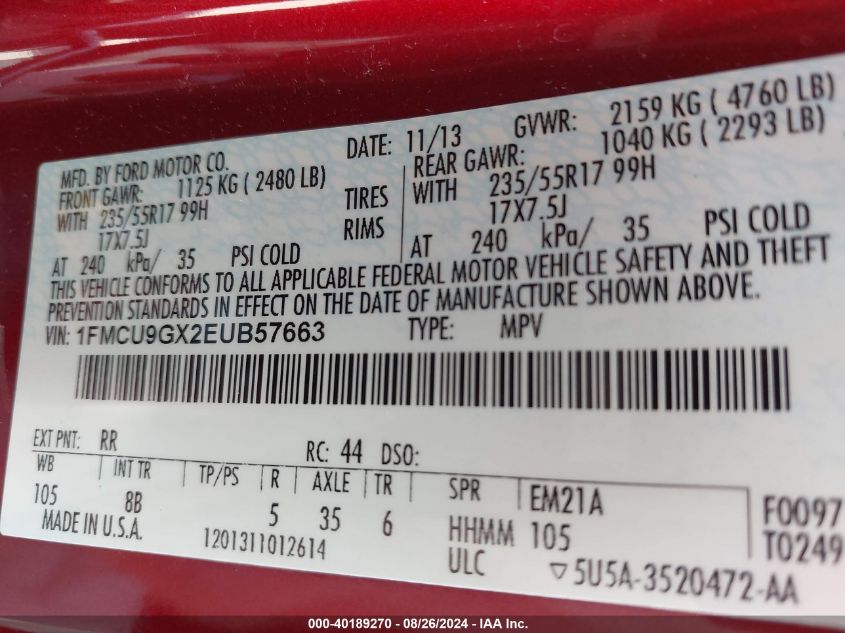 MFD. BY FORD MOTOR CO.
DATE: 11/13
GVWR: 2159 KG ( 4760 LB)
FRONT GAWR: 1125 KG ( 2480 LB)
REAR GAWR: 1040 KG ( 2293 LB)
WITH 235/55R17 99H
TIRES
WITH 235/55R17 99H
17X7.5J
RIMS
17X7.5J
AT 240 kPa/ 35 PSI COLD
AT 240 kPa/ 35 PSI COLD
THIS VEHICLE CONFORMS TO ALL APPLICABLE FEDERAL MOTOR VEHICLE SAFETY AND THEFT
PREVENTION STANDARDS IN EFFECT ON THE DATE OF MANUFACTURE SHOWN ABOVE.
VIN: 1FMCU9GX2EUB57663
TYPE: MPV
EXT PNT: RR RC: 44 DSO:
WB INT TR TP/PS R AXLE TR SPR EM21A F0097
105 8B 5 35 6 HHMM 105 T0249
MADE IN U.S.A. 1201311012614 ULC ▽5U5A-3520472-AA
000-40189270 - 08/26/2024 - IAA Inc.